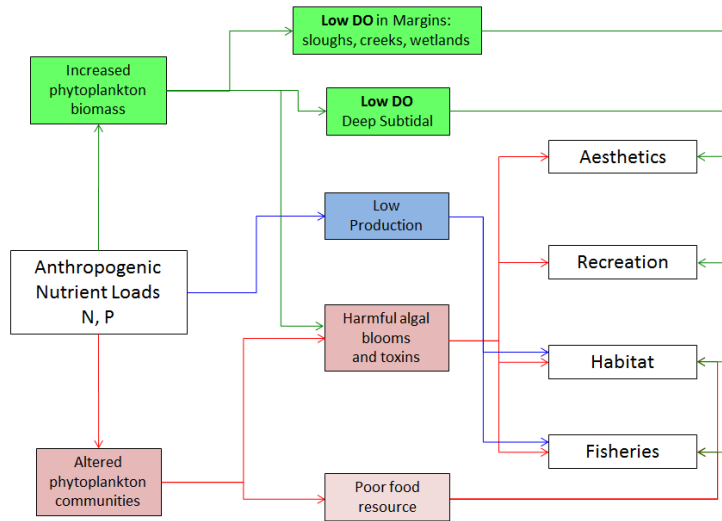 Low DO in Margins:
sloughs, creeks, wetlands
Increased
phytoplankton
biomass
Low DO
Deep Subtidal
Aesthetics
Low
Production
Anthropogenic
Nutrient Loads
N, P
Recreation
Harmful algal
blooms
and toxins
Habitat
Altered
phytoplankton
communities
Fisheries
Poor food
resource